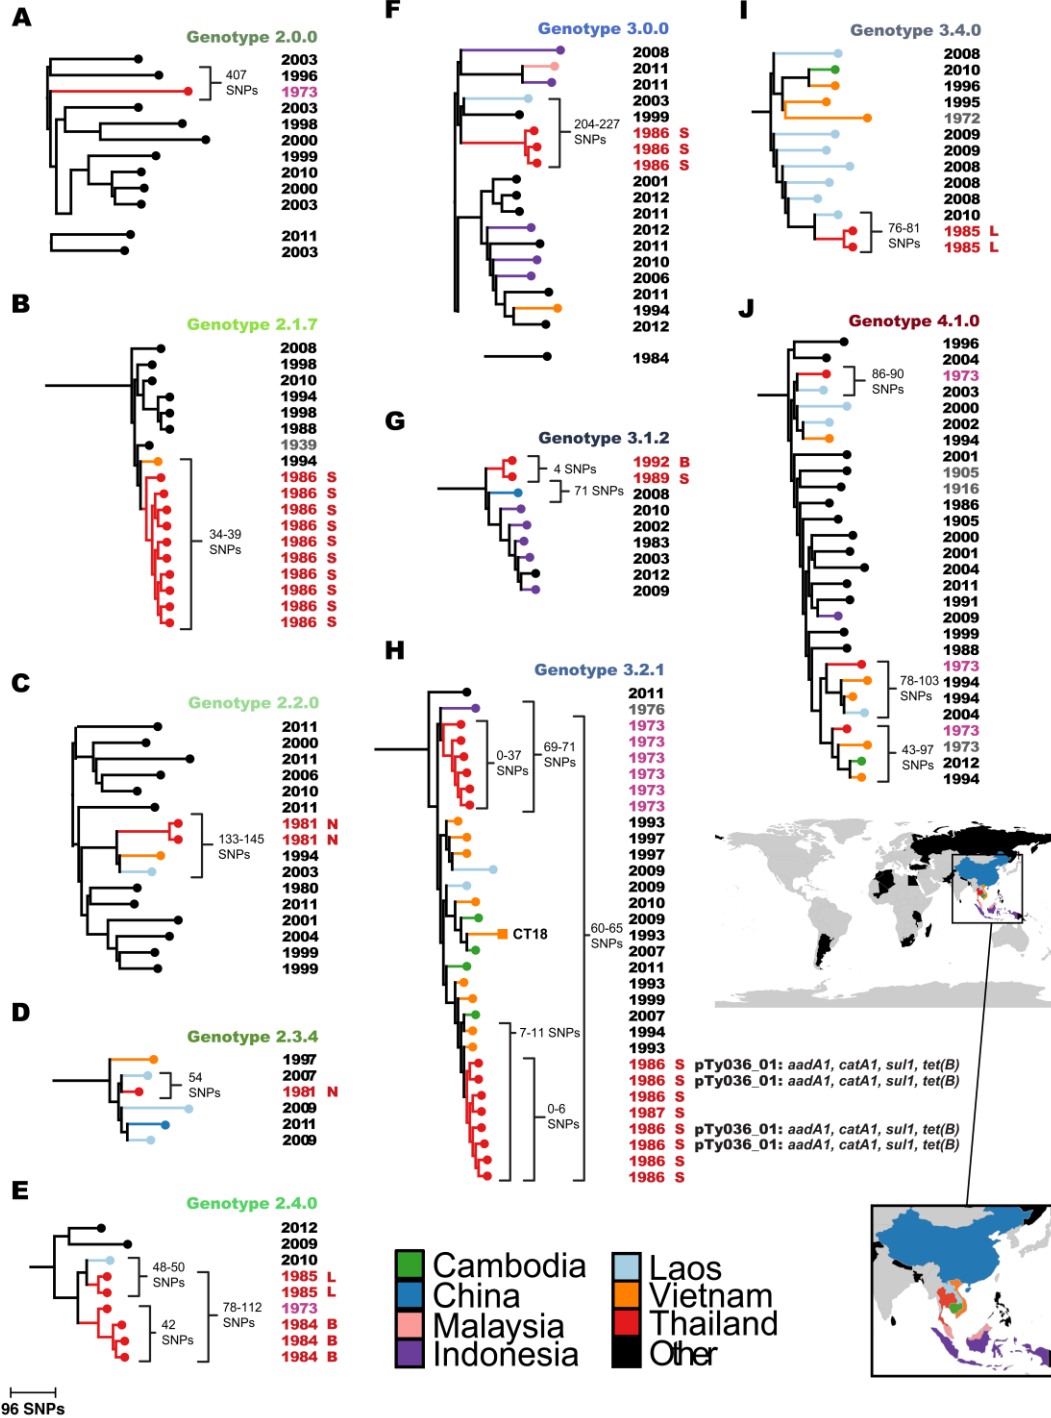 A
Genotype 2.0.0
2003
1996
1973
2003
1998
2000
1999
2010
2000
2003
2011
2003
407
SNPs
B
Genotype 2.1.7
2008
1998
2010
1994
1998
1988
1939
1994
1986 S
1986 S
1986 S
1986 S
1986 S
1986 S
1986 S
1986 S
1986 S
1986 S
34-39
SNPs
C
Genotype 2.2.0
2011
2000
2011
2006
2010
2011
1981 N
1981 N
1994
2003
1980
2011
2001
2004
1999
1999
133-145
SNPs
D
Genotype 2.3.4
1997
2007
1981 N
2009
2011
2009
54
SNPs
E
Genotype 2.4.0
2012
2009
2010
1985 L
1985 L
1973
1984 B
1984 B
1984 B
48-50
SNPs
42
SNPs
78-112
SNPs
96 SNPs
F
Genotype 3.0.0
2008
2011
2011
2003
1999
1986 S
1986 S
1986 S
2001
2012
2011
2012
2011
2010
2006
2011
1994
2012
1984
204-227
SNPs
G
Genotype 3.1.2
1992 B
1989 S
2008
2010
2002
1983
2003
2012
2009
4 SNPs
71 SNPs
H
Genotype 3.2.1
2011
1976
1973
1973
1973
1973
1973
1973
1993
1997
1997
2009
2009
2010
2009
CT18 1993
2007
2011
1993
1999
2007
1994
1993
1986 S pTy036_01: aadA1, catA1, sul1, tet(B)
1986 S pTy036_01: aadA1, catA1, sul1, tet(B)
1986 S
1987 S
1986 S pTy036_01: aadA1, catA1, sul1, tet(B)
1986 S pTy036_01: aadA1, catA1, sul1, tet(B)
1986 S
1986 S
0-37
SNPs
69-71
SNPs
60-65
SNPs
7-11 SNPs
0-6
SNPs
I
Genotype 3.4.0
2008
2010
1996
1995
1972
2009
2009
2008
2008
2008
2010
1985 L
1985 L
76-81
SNPs
J
Genotype 4.1.0
1996
2004
1973
2003
2000
2002
1994
2001
1905
1916
1986
1905
2000
2001
2004
2011
1991
2009
1999
1988
1973
1994
1994
2004
1973
1973
2012
1994
86-90
SNPs
78-103
SNPs
43-97
SNPs
Cambodia
China
Malaysia
Indonesia
Laos
Vietnam
Thailand
Other